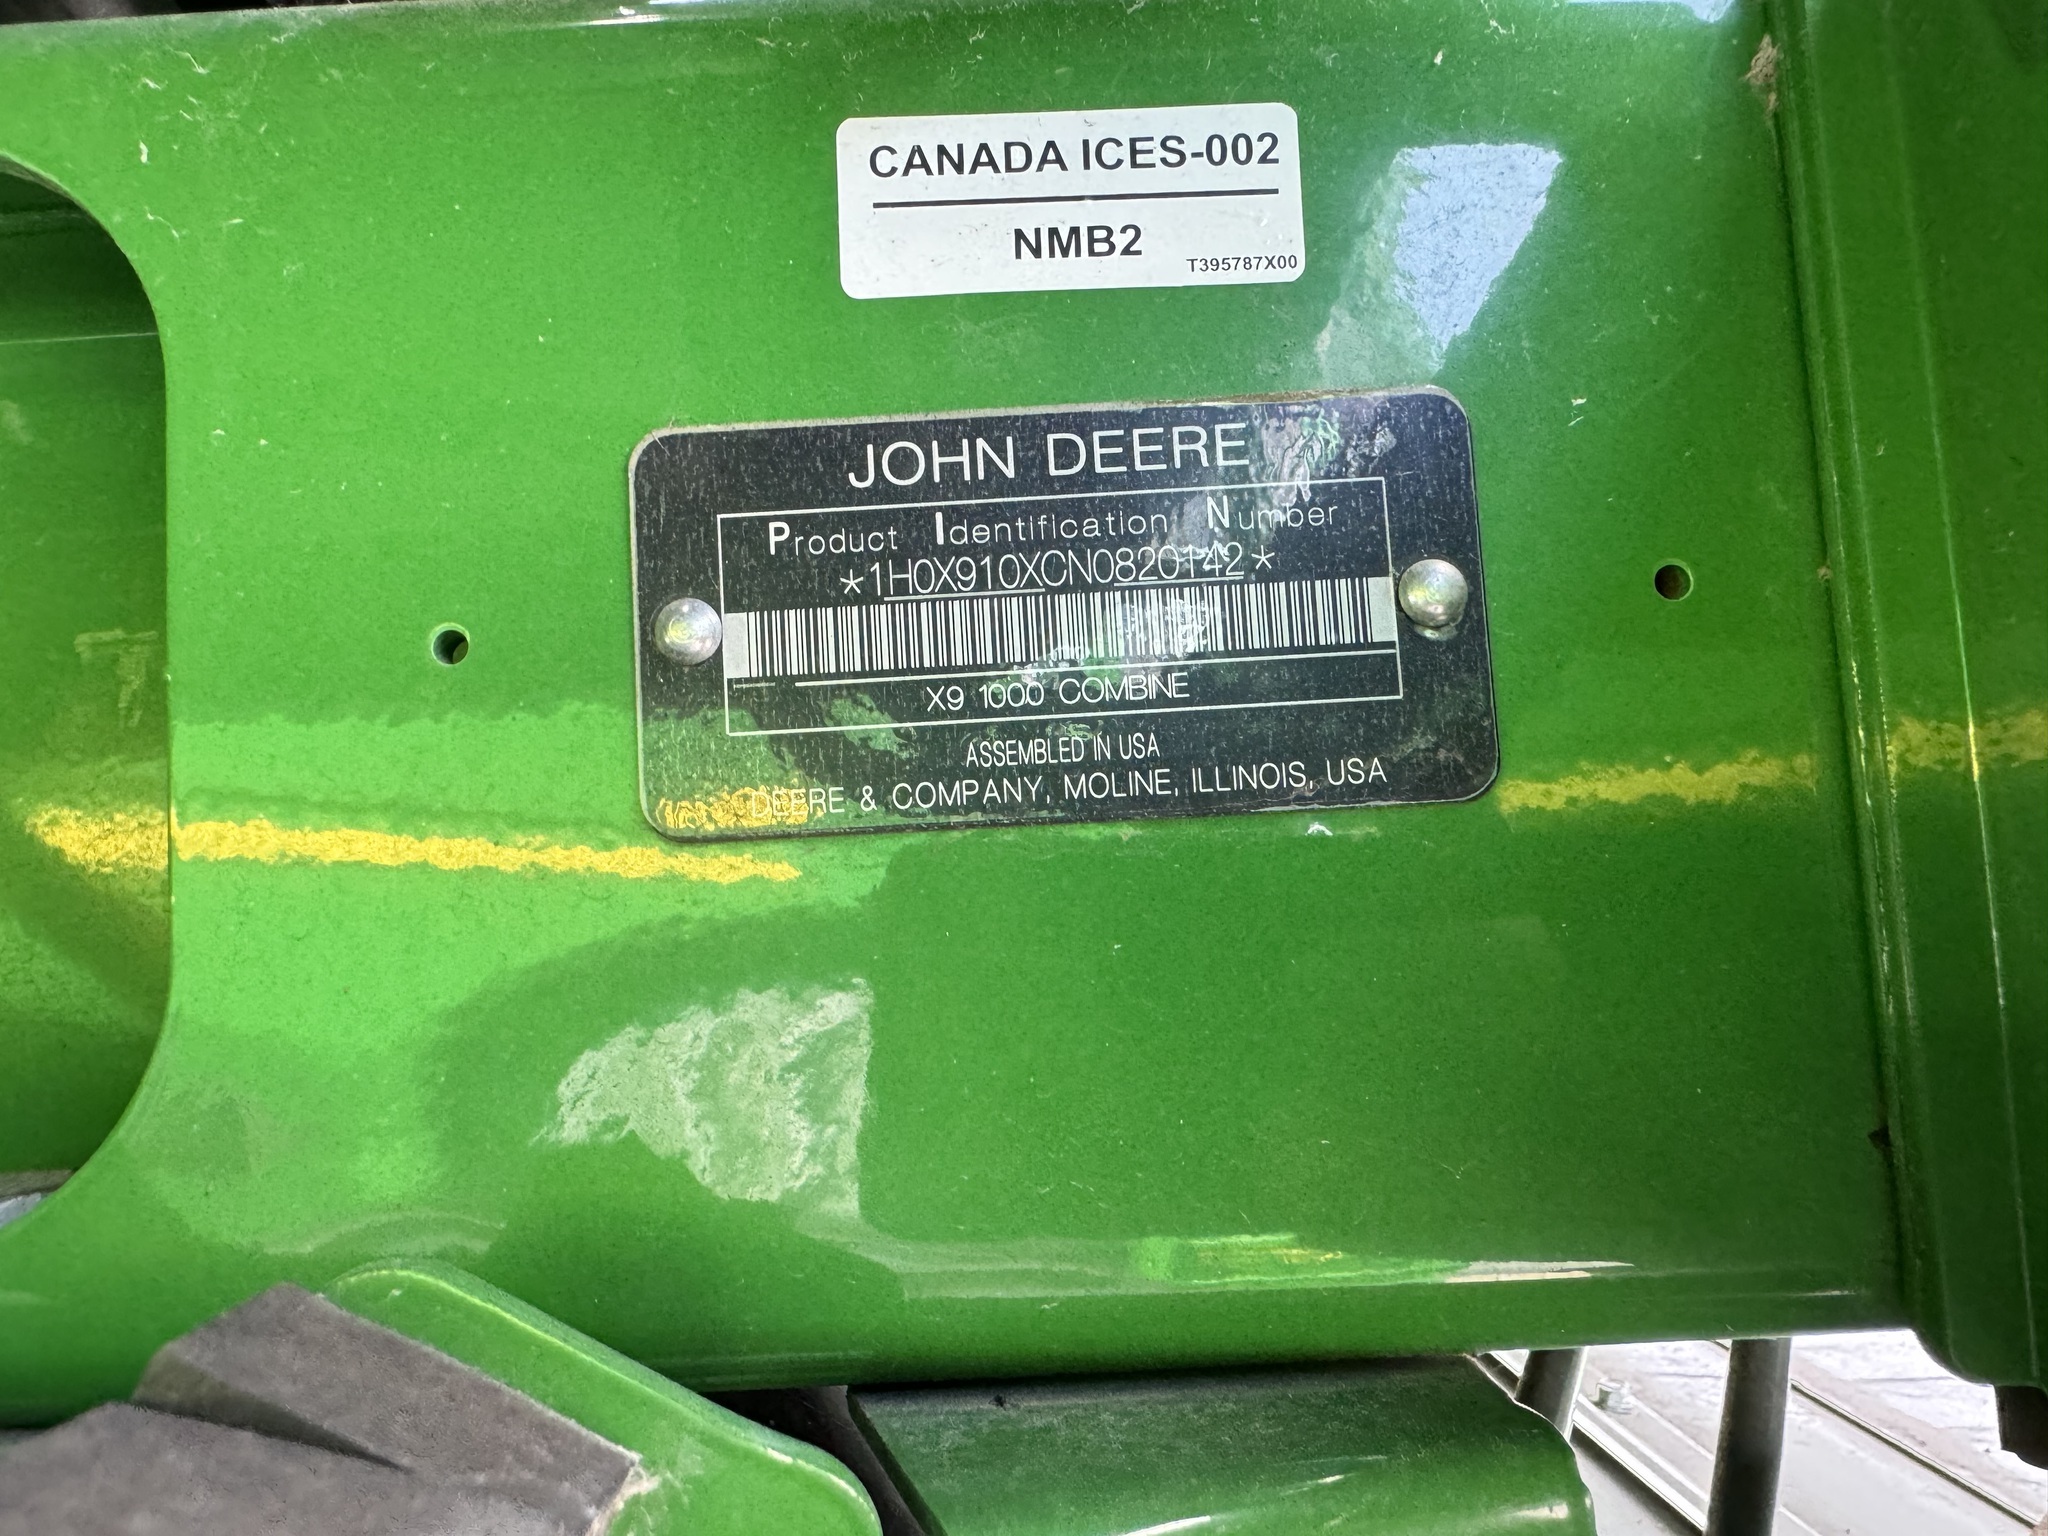 CANADA ICES-002
NMB2
T395787X00
JOHN DEERE
Product Identification Number
*1H0X910XCN0820142*
X9 1000 COMBINE
ASSEMBLED IN USA
DEERE & COMPANY, MOLINE, ILLINOIS, USA